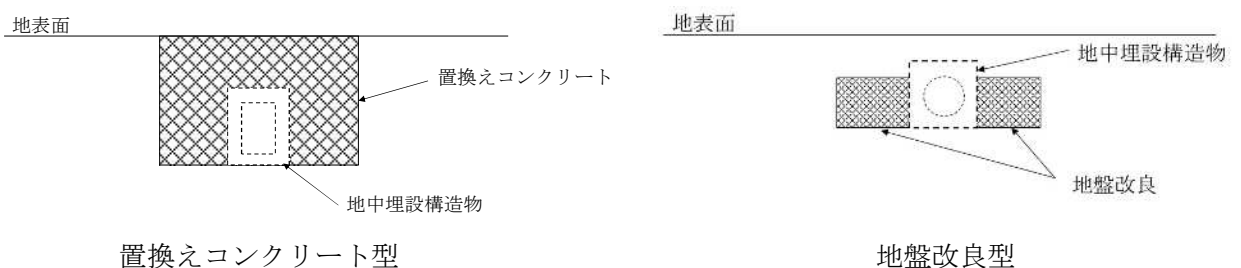 地表面
置換えコンクリート
地中埋設構造物
置換えコンクリート型
地表面
地中埋設構造物
地盤改良
地盤改良型